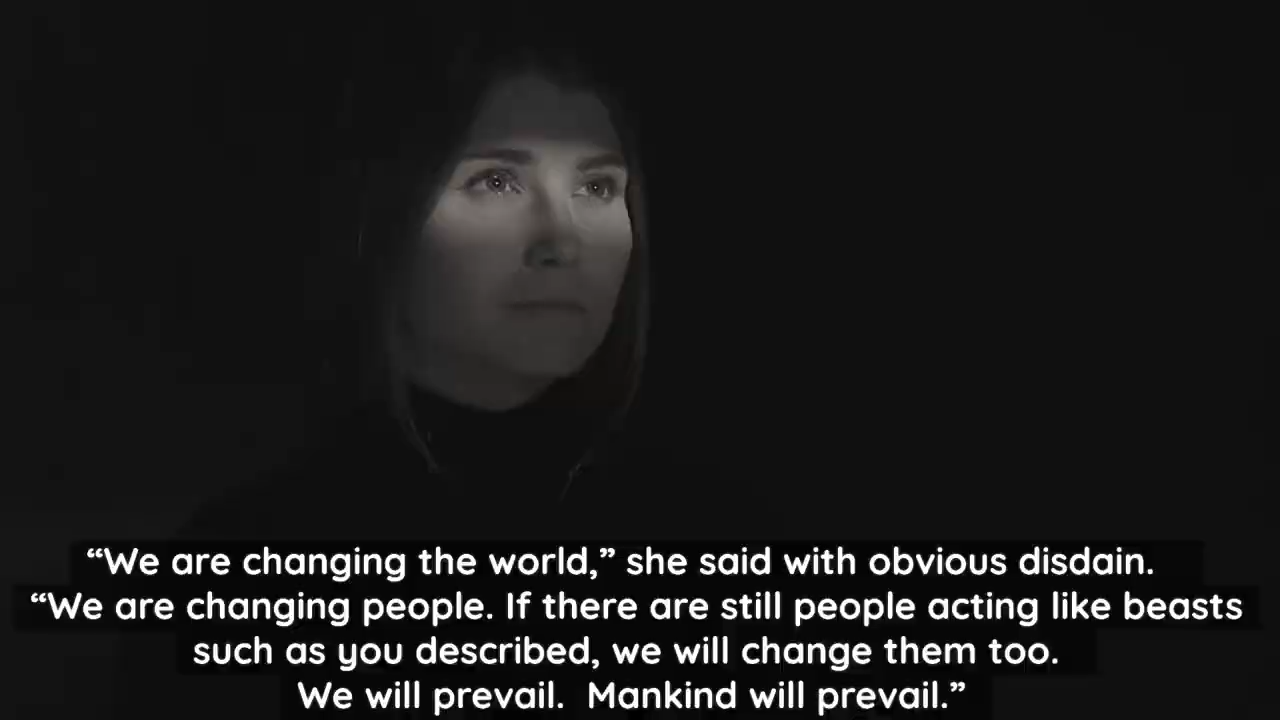 “We are changing the world,” she said with obvious disdain.
“We are changing people. If there are still people acting like beasts
such as you described, we will change them too.
We will prevail.  Mankind will prevail.”